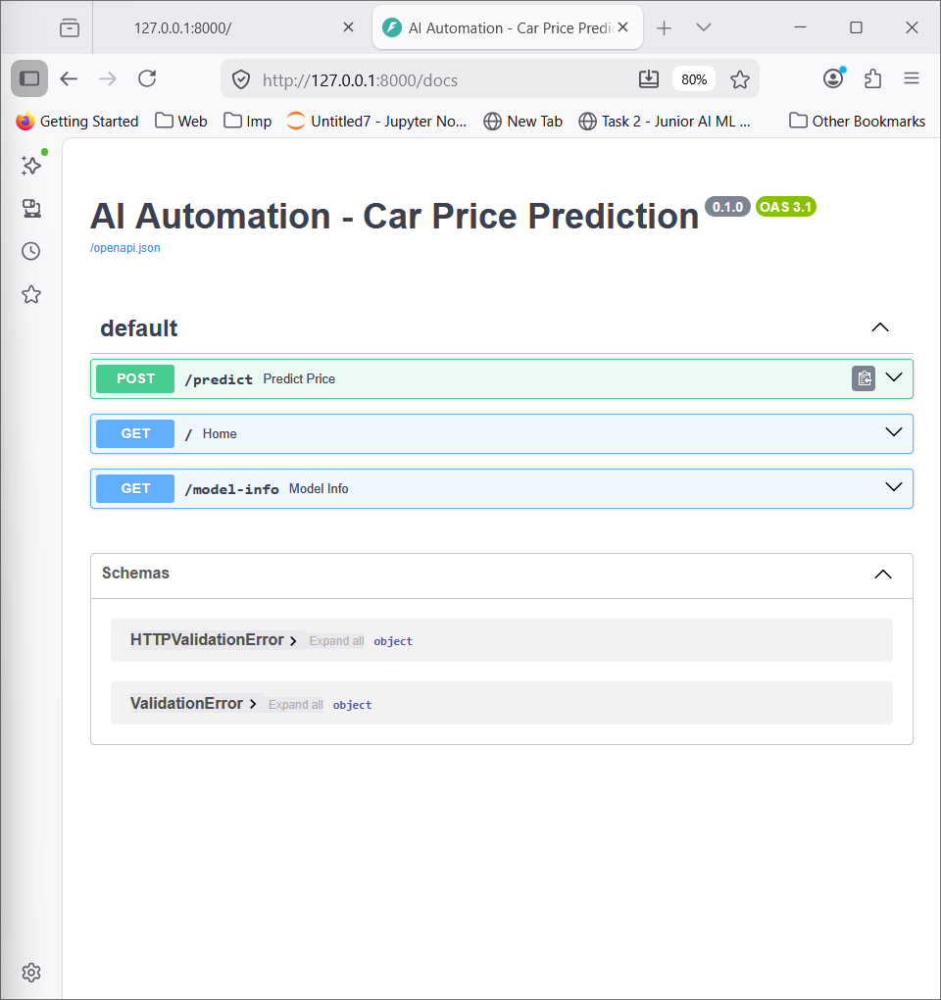 127.0.0.1:8000/
AI Automation - Car Price Predic
http://127.0.0.1:8000/docs
80%
Getting Started
Web
Imp
Untitled7 - Jupyter No...
New Tab
Task 2 - Junior AI ML ...
Other Bookmarks
AI Automation - Car Price Prediction 0.1.0 OAS 3.1
/openapi.json
default
POST /predict Predict Price
GET / Home
GET /model-info Model Info
Schemas
HTTPValidationError Expand all object
ValidationError Expand all object